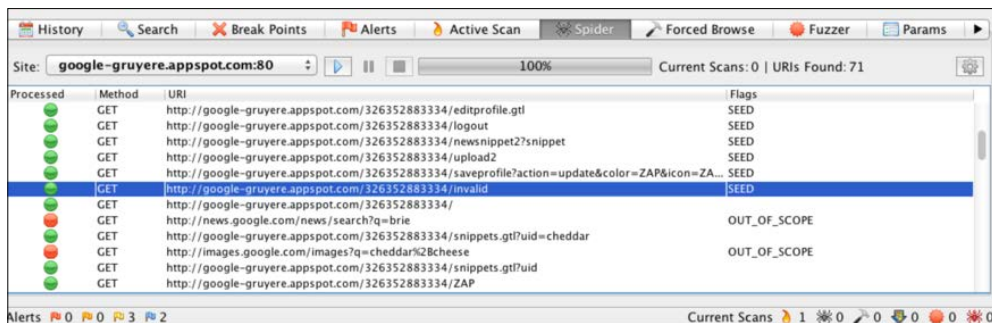 History Search Break Points Alerts Active Scan Spider Forced Browse Fuzzer Params
Site: google-gruyere.appspot.com:80 100% Current Scans: 0 | URIs Found: 71
Processed Method URI Flags
GET http://google-gruyere.appspot.com/326352883334/editprofile.gtl SEED
GET http://google-gruyere.appspot.com/326352883334/logout SEED
GET http://google-gruyere.appspot.com/326352883334/newsnippet2?snippet SEED
GET http://google-gruyere.appspot.com/326352883334/upload2 SEED
GET http://google-gruyere.appspot.com/326352883334/saveprofile?action=update&color=ZAP&icon=ZA... SEED
GET http://google-gruyere.appspot.com/326352883334/invalid SEED
GET http://google-gruyere.appspot.com/326352883334/
GET http://news.google.com/news/search?q=brie OUT_OF_SCOPE
GET http://google-gruyere.appspot.com/326352883334/snippets.gtl?uid=cheddar
GET http://images.google.com/images?q=cheddar%2Bcheese OUT_OF_SCOPE
GET http://google-gruyere.appspot.com/326352883334/snippets.gtl?uid
GET http://google-gruyere.appspot.com/326352883334/ZAP
Alerts 0 0 3 2 Current Scans 1 0 0 0 0 0